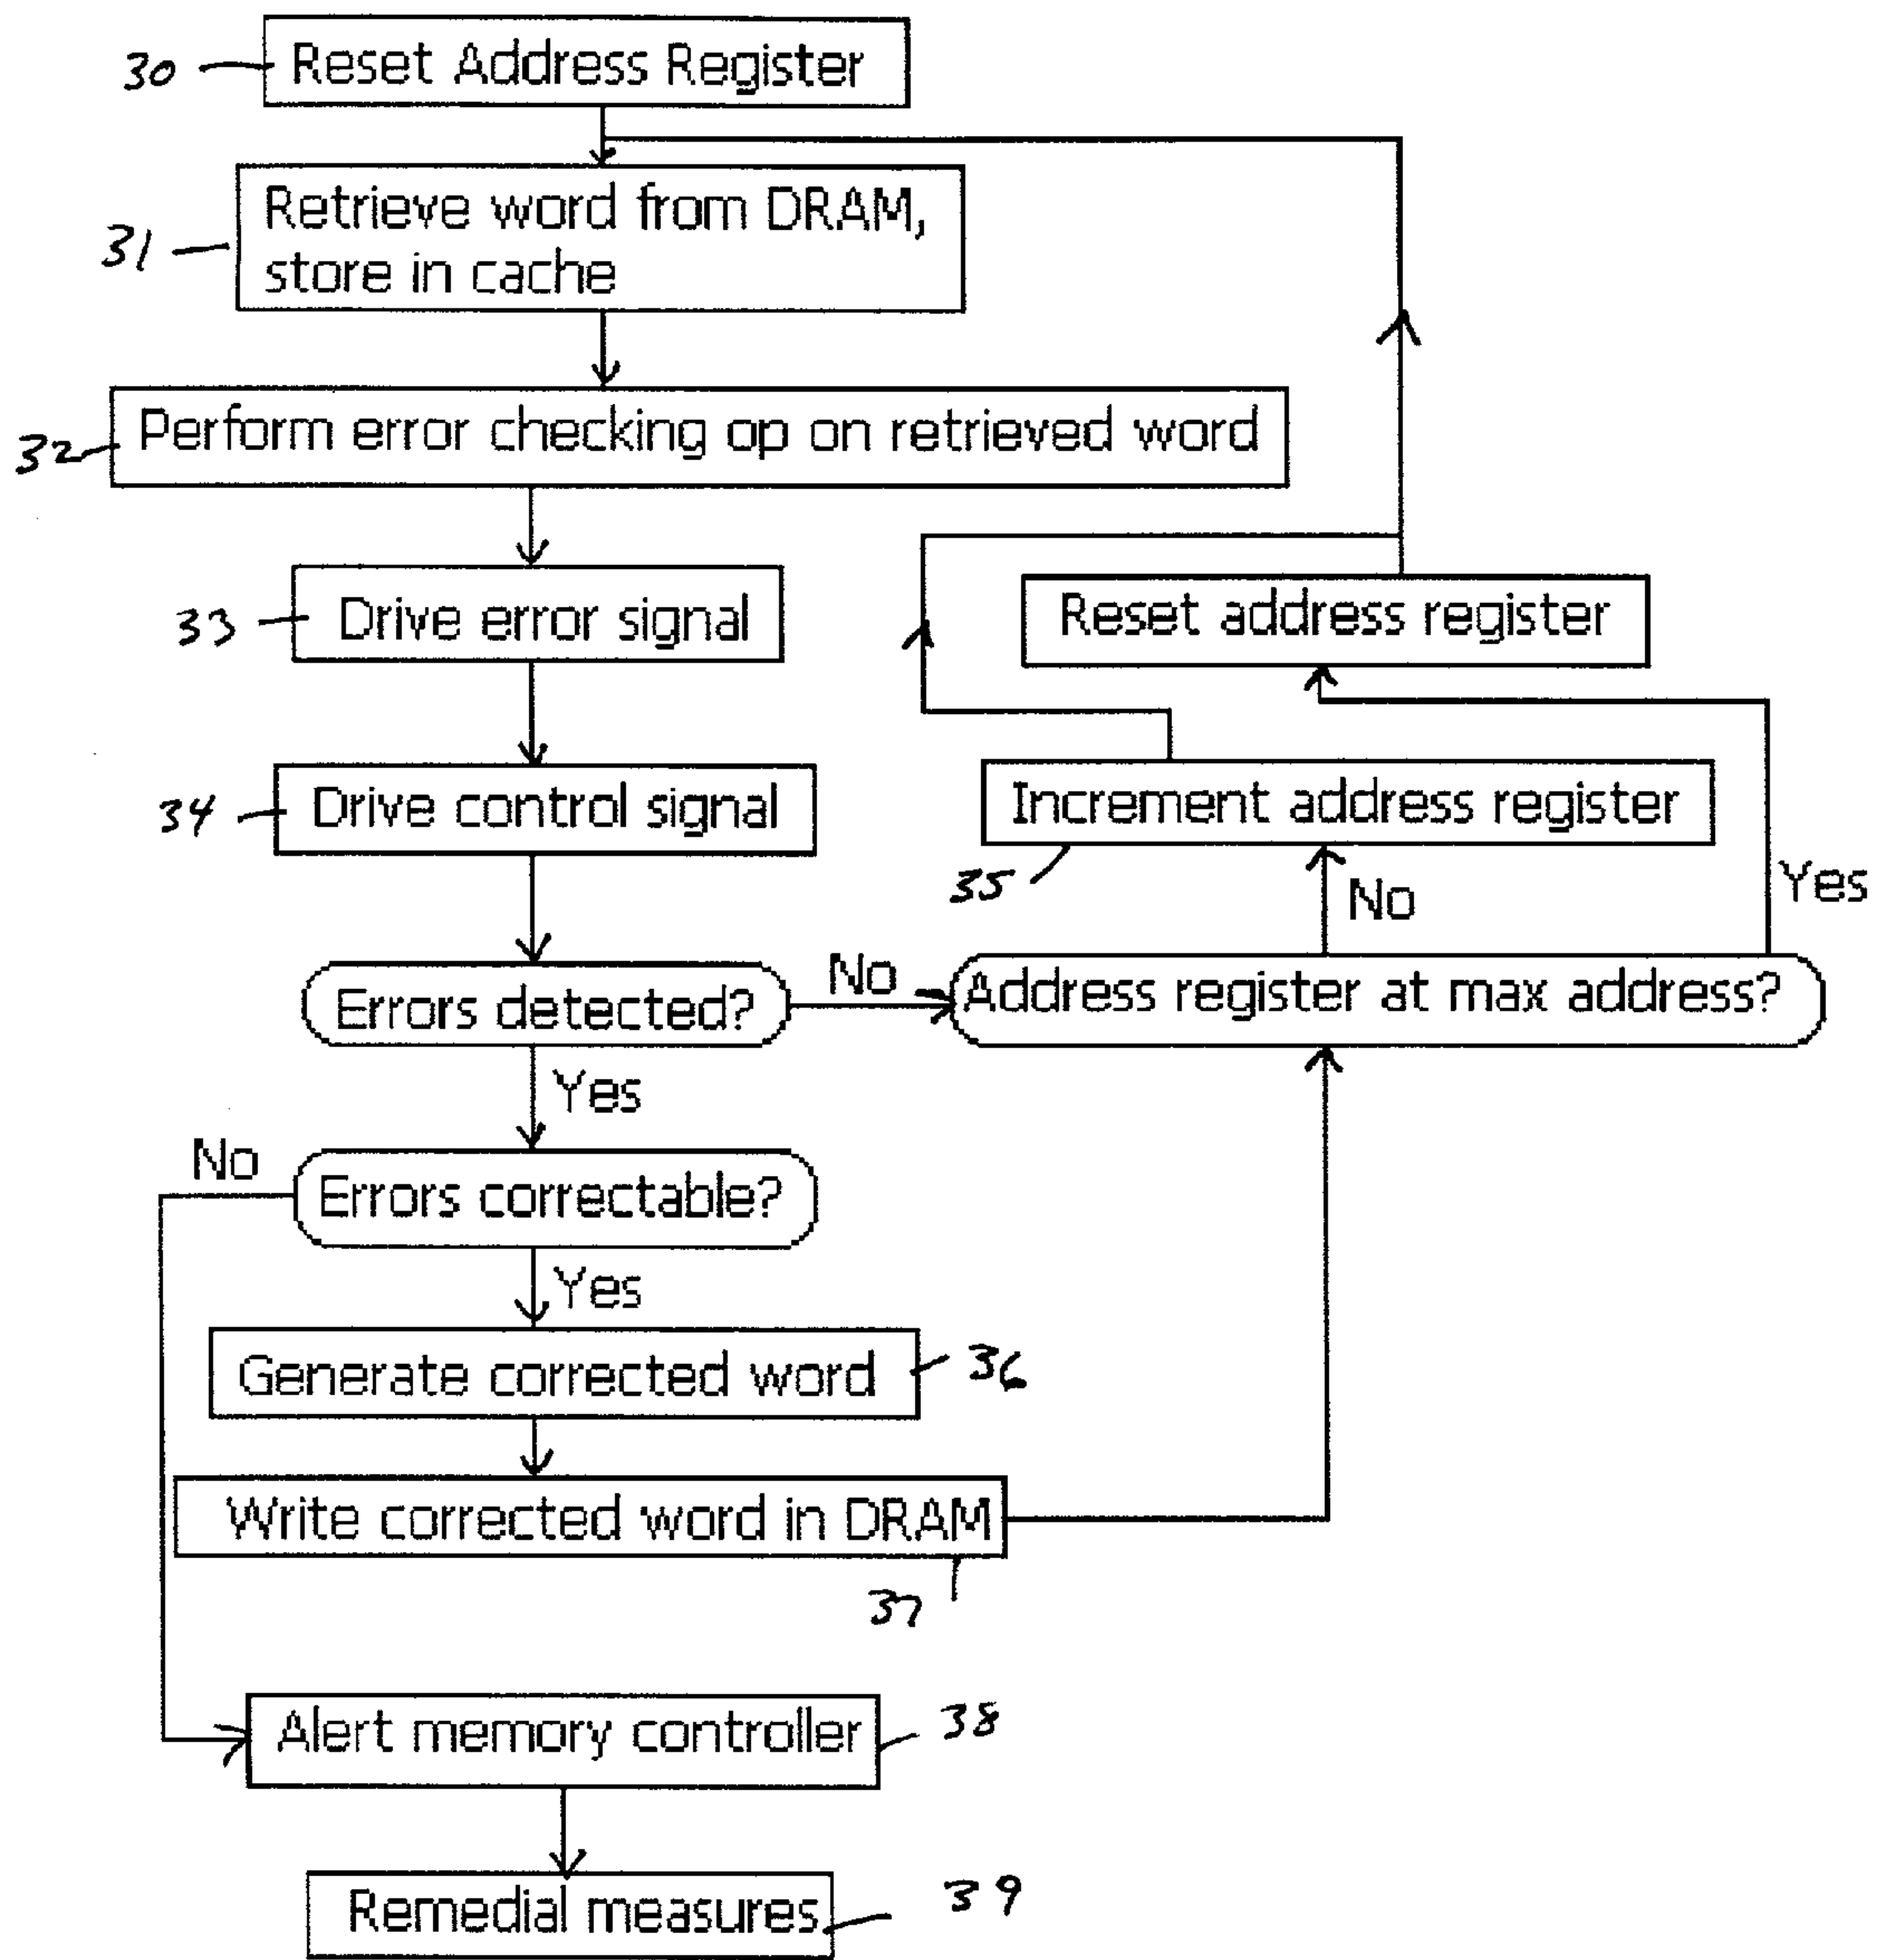 30
Reset Address Register
31
Retrieve word from DRAM,
store in cache
32
Perform error checking op on retrieved word
33
Drive error signal
Reset address register
34
Drive control signal
Increment address register
35
No
Yes
Errors detected?
No
Address register at max address?
Yes
No
Errors correctable?
Yes
Generate corrected word
36
Write corrected word in DRAM
37
Alert memory controller
38
Remedial measures
39